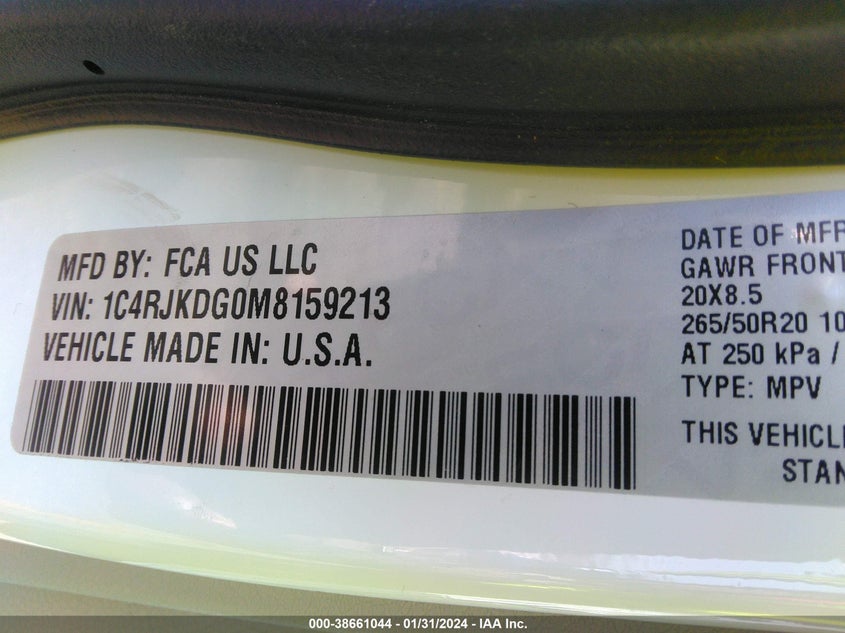 MFD BY: FCA US LLC
VIN: 1C4RJKDG0M8159213
VEHICLE MADE IN: U.S.A.
DATE OF MFR
GAWR FRONT
20X8.5
265/50R20 10
AT 250 kPa /
TYPE: MPV
THIS VEHICL
STAN
000-38661044 - 01/31/2024 - IAA Inc.